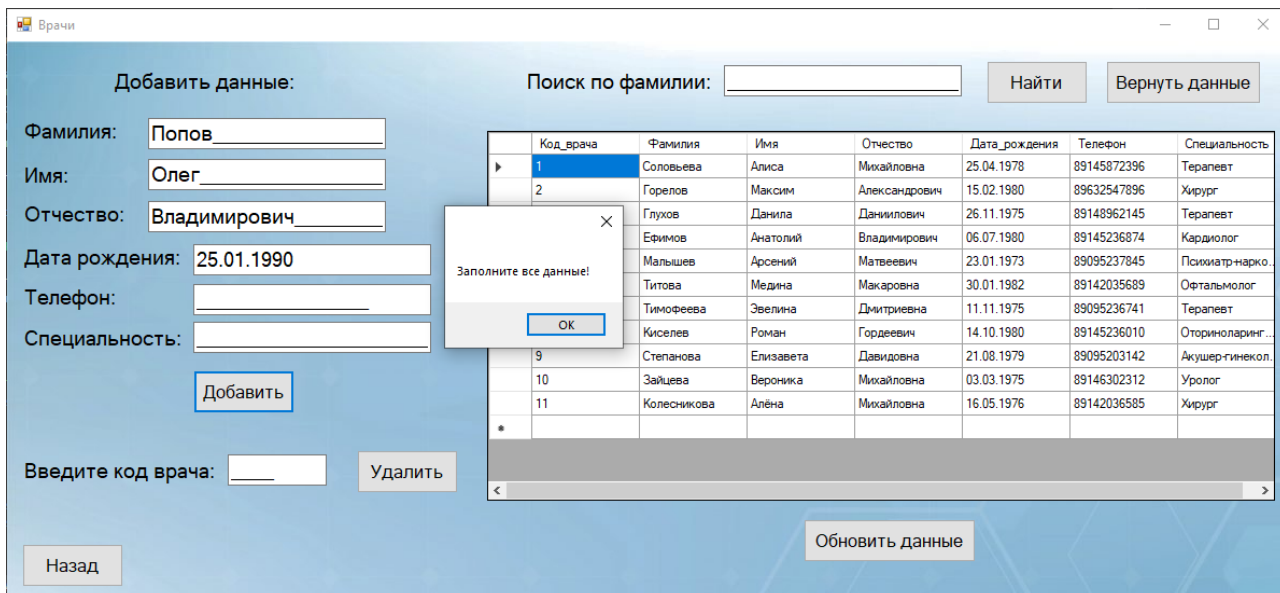 Врачи
Добавить данные:
Поиск по фамилии: Найти Вернуть данные
Фамилия: Попов
Имя: Олег
Отчество: Владимирович
Дата рождения: 25.01.1990
Телефон:
Специальность:
Добавить
Введите код врача: Удалить
Назад
Заполните все данные!
OK
Код_врача Фамилия Имя Отчество Дата_рождения Телефон Специальность
1 Соловьева Алиса Михайловна 25.04.1978 89145872396 Терапевт
2 Горелов Максим Александрович 15.02.1980 89632547896 Хирург
Глухов Данила Даниилович 26.11.1975 89148962145 Терапевт
Ефимов Анатолий Владимирович 06.07.1980 89145236874 Кардиолог
Малышев Арсений Матвеевич 23.01.1973 89095237845 Психиатр-нарко...
Титова Медина Макаровна 30.01.1982 89142035689 Офтальмолог
Тимофеева Эвелина Дмитриевна 11.11.1975 89095236741 Терапевт
Киселев Роман Гордеевич 14.10.1980 89145236010 Оториноларинг...
9 Степанова Елизавета Давидовна 21.08.1979 89095203142 Акушер-гинекол...
10 Зайцева Вероника Михайловна 03.03.1975 89146302312 Уролог
11 Колесникова Алёна Михайловна 16.05.1976 89142036585 Хирург
Обновить данные